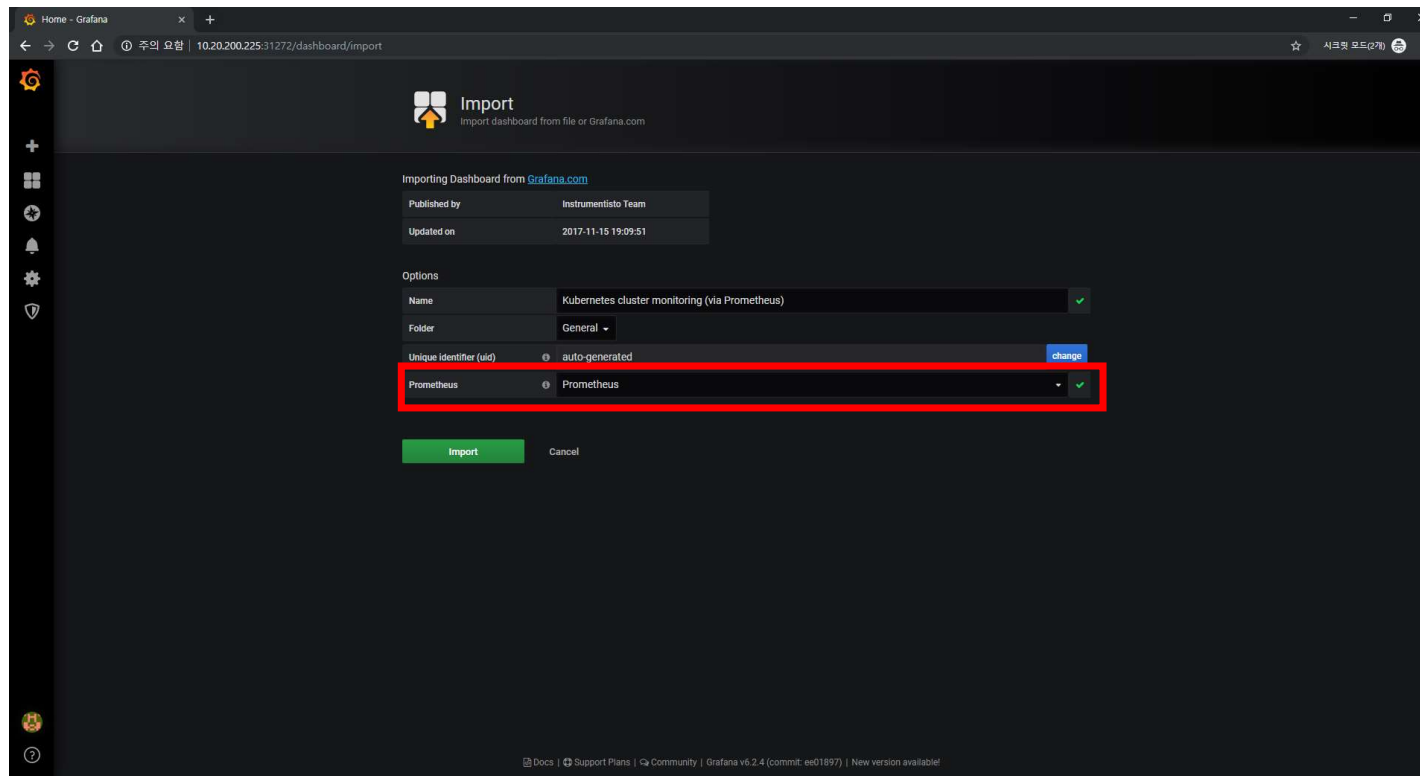 Home - Grafana
주의 요함 | 10.20.200.225:31272/dashboard/import
시크릿 모드(2개)
Import
Import dashboard from file or Grafana.com
Importing Dashboard from Grafana.com
Published by Instrumentisto Team
Updated on 2017-11-15 19:09:51
Options
Name Kubernetes cluster monitoring (via Prometheus)
Folder General
Unique identifier (uid) auto-generated change
Prometheus Prometheus
Import Cancel
Docs | Support Plans | Community | Grafana v6.2.4 (commit: ee01897) | New version available!